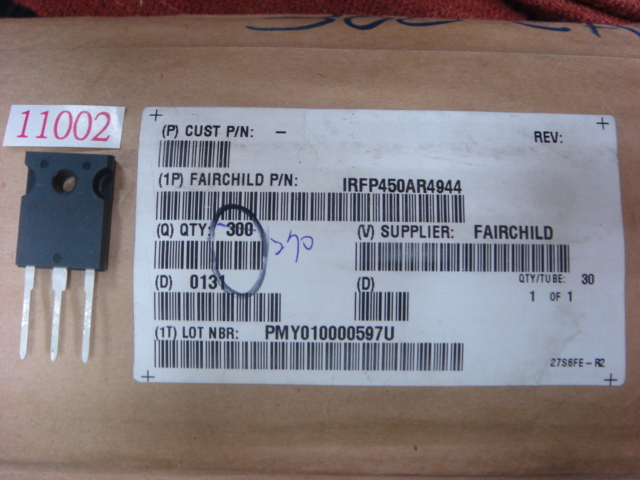 11002
(P) CUST P/N: -
REV:
(1P) FAIRCHILD P/N: IRFP450AR4944
(Q) QTY: 300
(V) SUPPLIER: FAIRCHILD
(D) 0131
(D)
QTY/TUBE: 30
1 OF 1
(1T) LOT NBR: PMY010000597U
27S6FE-R2